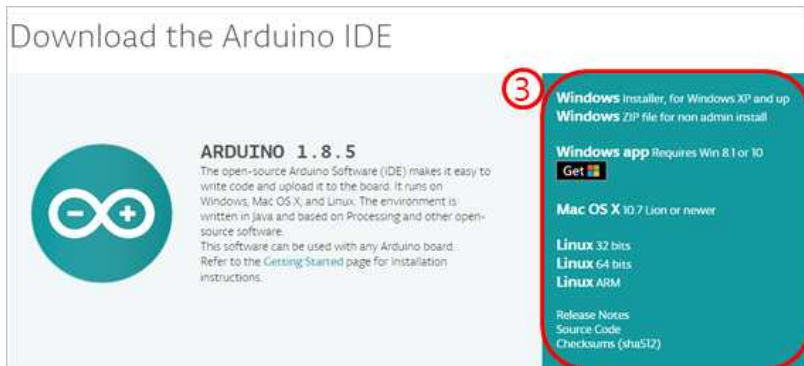 Download the Arduino IDE
ARDUINO 1.8.5
The open-source Arduino Software (IDE) makes it easy to
write code and upload it to the board. It runs on
Windows, Mac OS X, and Linux. The environment is
written in Java and based on Processing and other open-
source software.
This software can be used with any Arduino board.
Refer to the Getting Started page for Installation
instructions.
3
Windows Installer, for Windows XP and up
Windows ZIP file for non admin install
Windows app Requires Win 8.1 or 10
Get
Mac OS X 10.7 Lion or newer
Linux 32 bits
Linux 64 bits
Linux ARM
Release Notes
Source Code
Checksums (sha512)